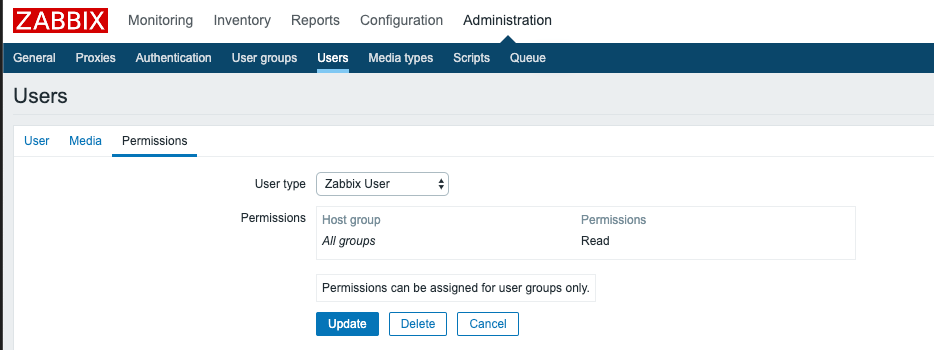 ZABBIX Monitoring Inventory Reports Configuration Administration
General Proxies Authentication User groups Users Media types Scripts Queue
Users
User Media Permissions
User type Zabbix User
Permissions Host group Permissions
All groups Read
Permissions can be assigned for user groups only.
Update Delete Cancel